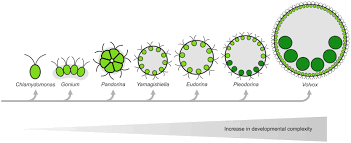 Chlamydomonas Gonium Pandorina Yamagishiella Eudorina Pleodorina Volvox
Increase in developmental complexity